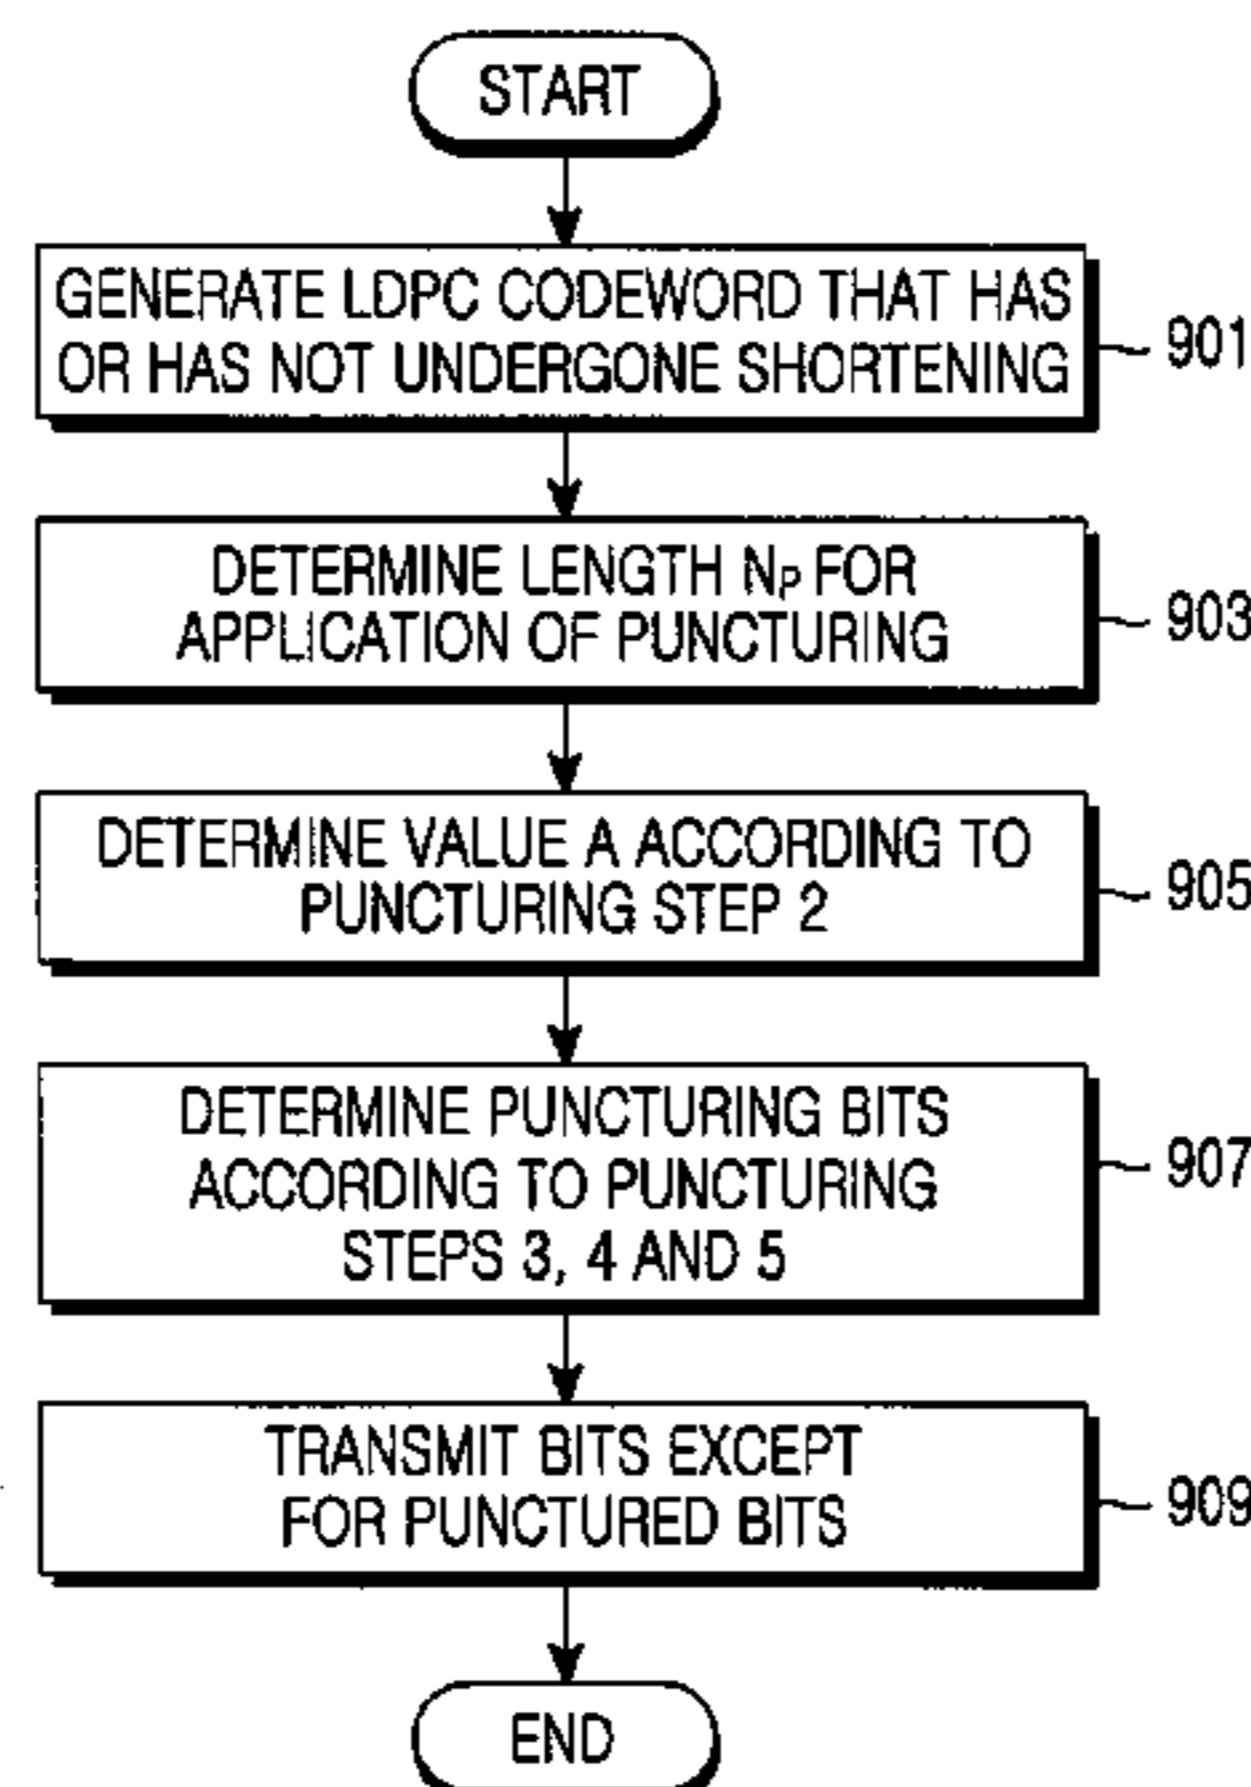 START
GENERATE LDPC CODEWORD THAT HAS
OR HAS NOT UNDERGONE SHORTENING
901
DETERMINE LENGTH NP FOR
APPLICATION OF PUNCTURING
903
DETERMINE VALUE A ACCORDING TO
PUNCTURING STEP 2
905
DETERMINE PUNCTURING BITS
ACCORDING TO PUNCTURING
STEPS 3, 4 AND 5
907
TRANSMIT BITS EXCEPT
FOR PUNCTURED BITS
909
END